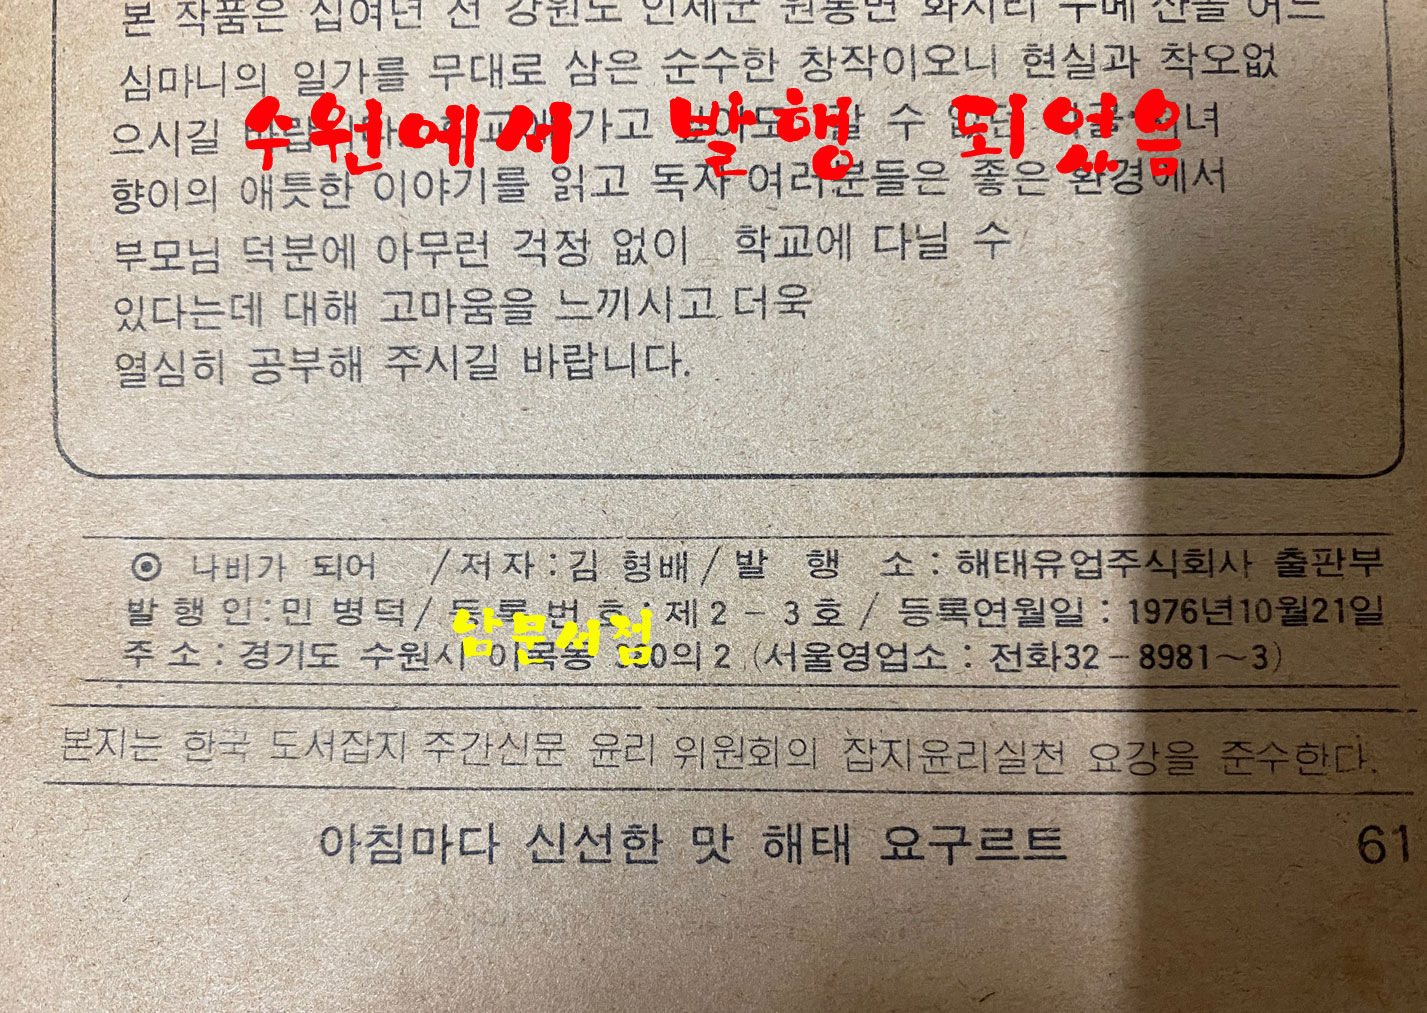 본 작품은 십여년 전 강원도 인제군 원통면 화시리 두메 산골 어느
심마니의 일가를 무대로 삼은 순수한 창작이오니 현실과 착오없
으시길 가고 수
수원에서 발행 되었음
향이의 애틋한 이야기를 읽고 독자 여러분들은 좋은 환경에서
부모님 덕분에 아무런 걱정 없이 학교에 다닐 수
있다는데 대해 고마움을 느끼시고 더욱
열심히 공부해 주시길 바랍니다.
⊙ 나비가 되어 /저자:김 형배/발 행 소:해태유업주식회사 출판부
발행인:민병덕/ 등록번호:제2-3호/등록연월일:1976년10월21일
남문서점
주소:경기도 수원시 의2 (서울영업소:전화32-8981~3)
본지는 한국 도서잡지 주간신문 윤리 위원회의 잡지윤리실천 요강을 준수한다.
아침마다 신선한 맛 해태 요구르트 61